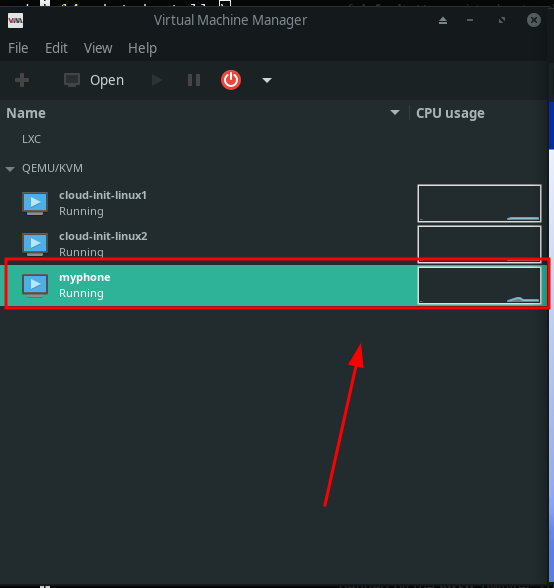 Virtual Machine Manager
File Edit View Help
Open
Name CPU usage
LXC
QEMU/KVM
cloud-init-linux1
Running
cloud-init-linux2
Running
myphone
Running